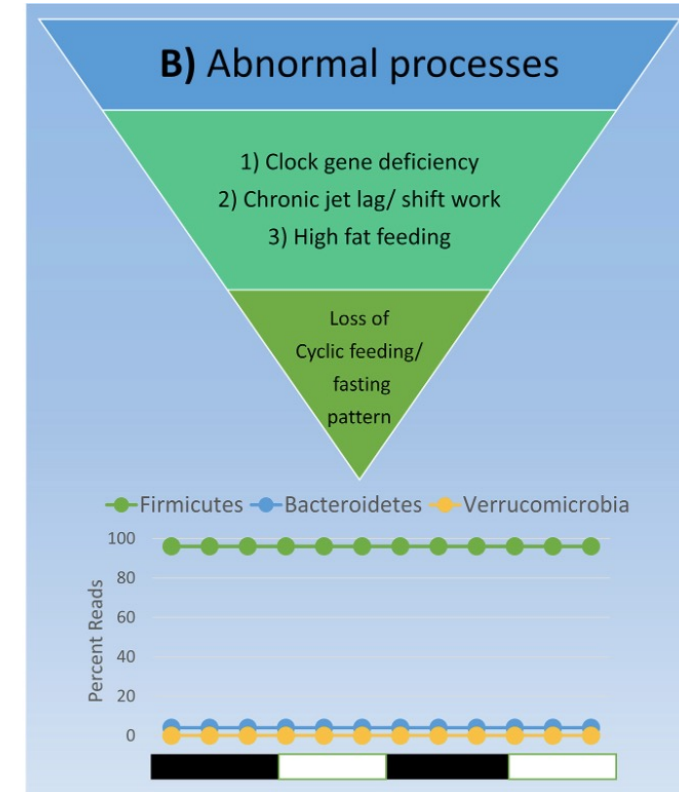 B) Abnormal processes
1) Clock gene deficiency
2) Chronic jet lag/ shift work
3) High fat feeding
Loss of
Cyclic feeding/
fasting
pattern
Firmicutes Bacteroidetes Verrucomicrobia
Percent Reads
100
80
60
40
20
0